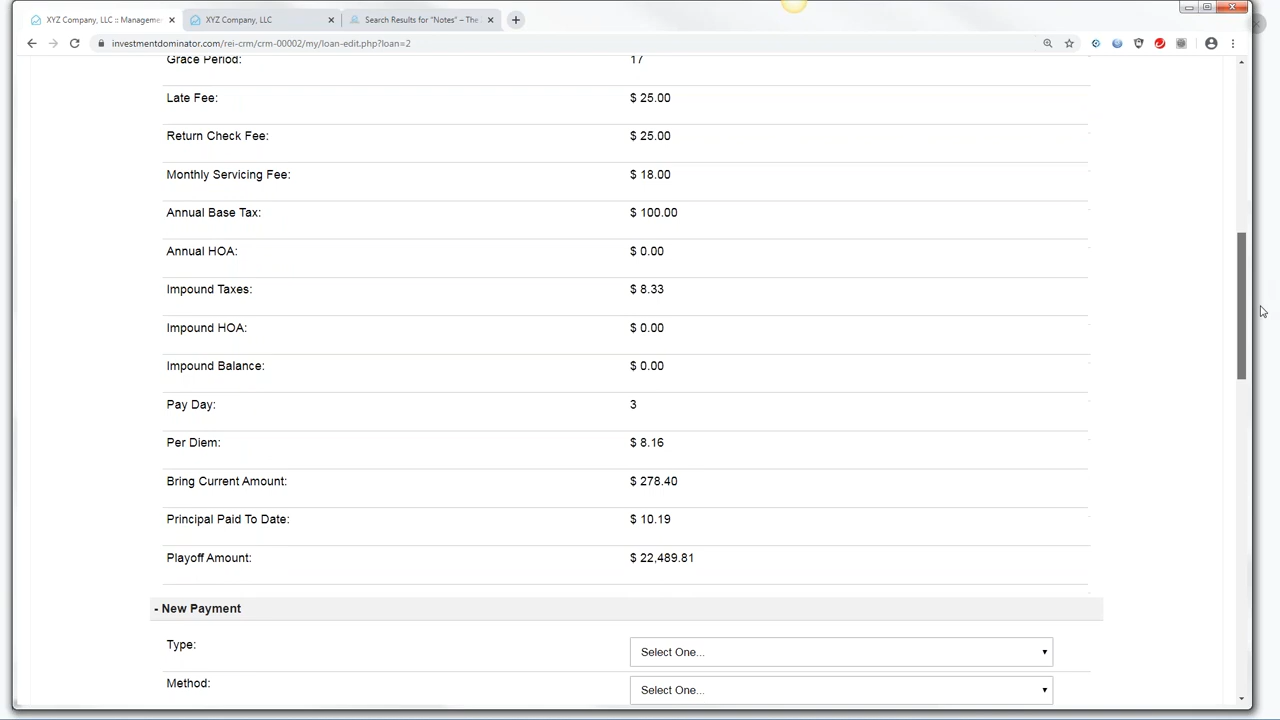 XYZ Company, LLC :: Manageme
XYZ Company, LLC
Search Results for "Notes" – The
investmentdominator.com/rei-crm/crm-00002/my/loan-edit.php?loan=2
Grace Period: 17
Late Fee: $ 25.00
Return Check Fee: $ 25.00
Monthly Servicing Fee: $ 18.00
Annual Base Tax: $ 100.00
Annual HOA: $ 0.00
Impound Taxes: $ 8.33
Impound HOA: $ 0.00
Impound Balance: $ 0.00
Pay Day: 3
Per Diem: $ 8.16
Bring Current Amount: $ 278.40
Principal Paid To Date: $ 10.19
Playoff Amount: $ 22,489.81
- New Payment
Type: Select One...
Method: Select One...